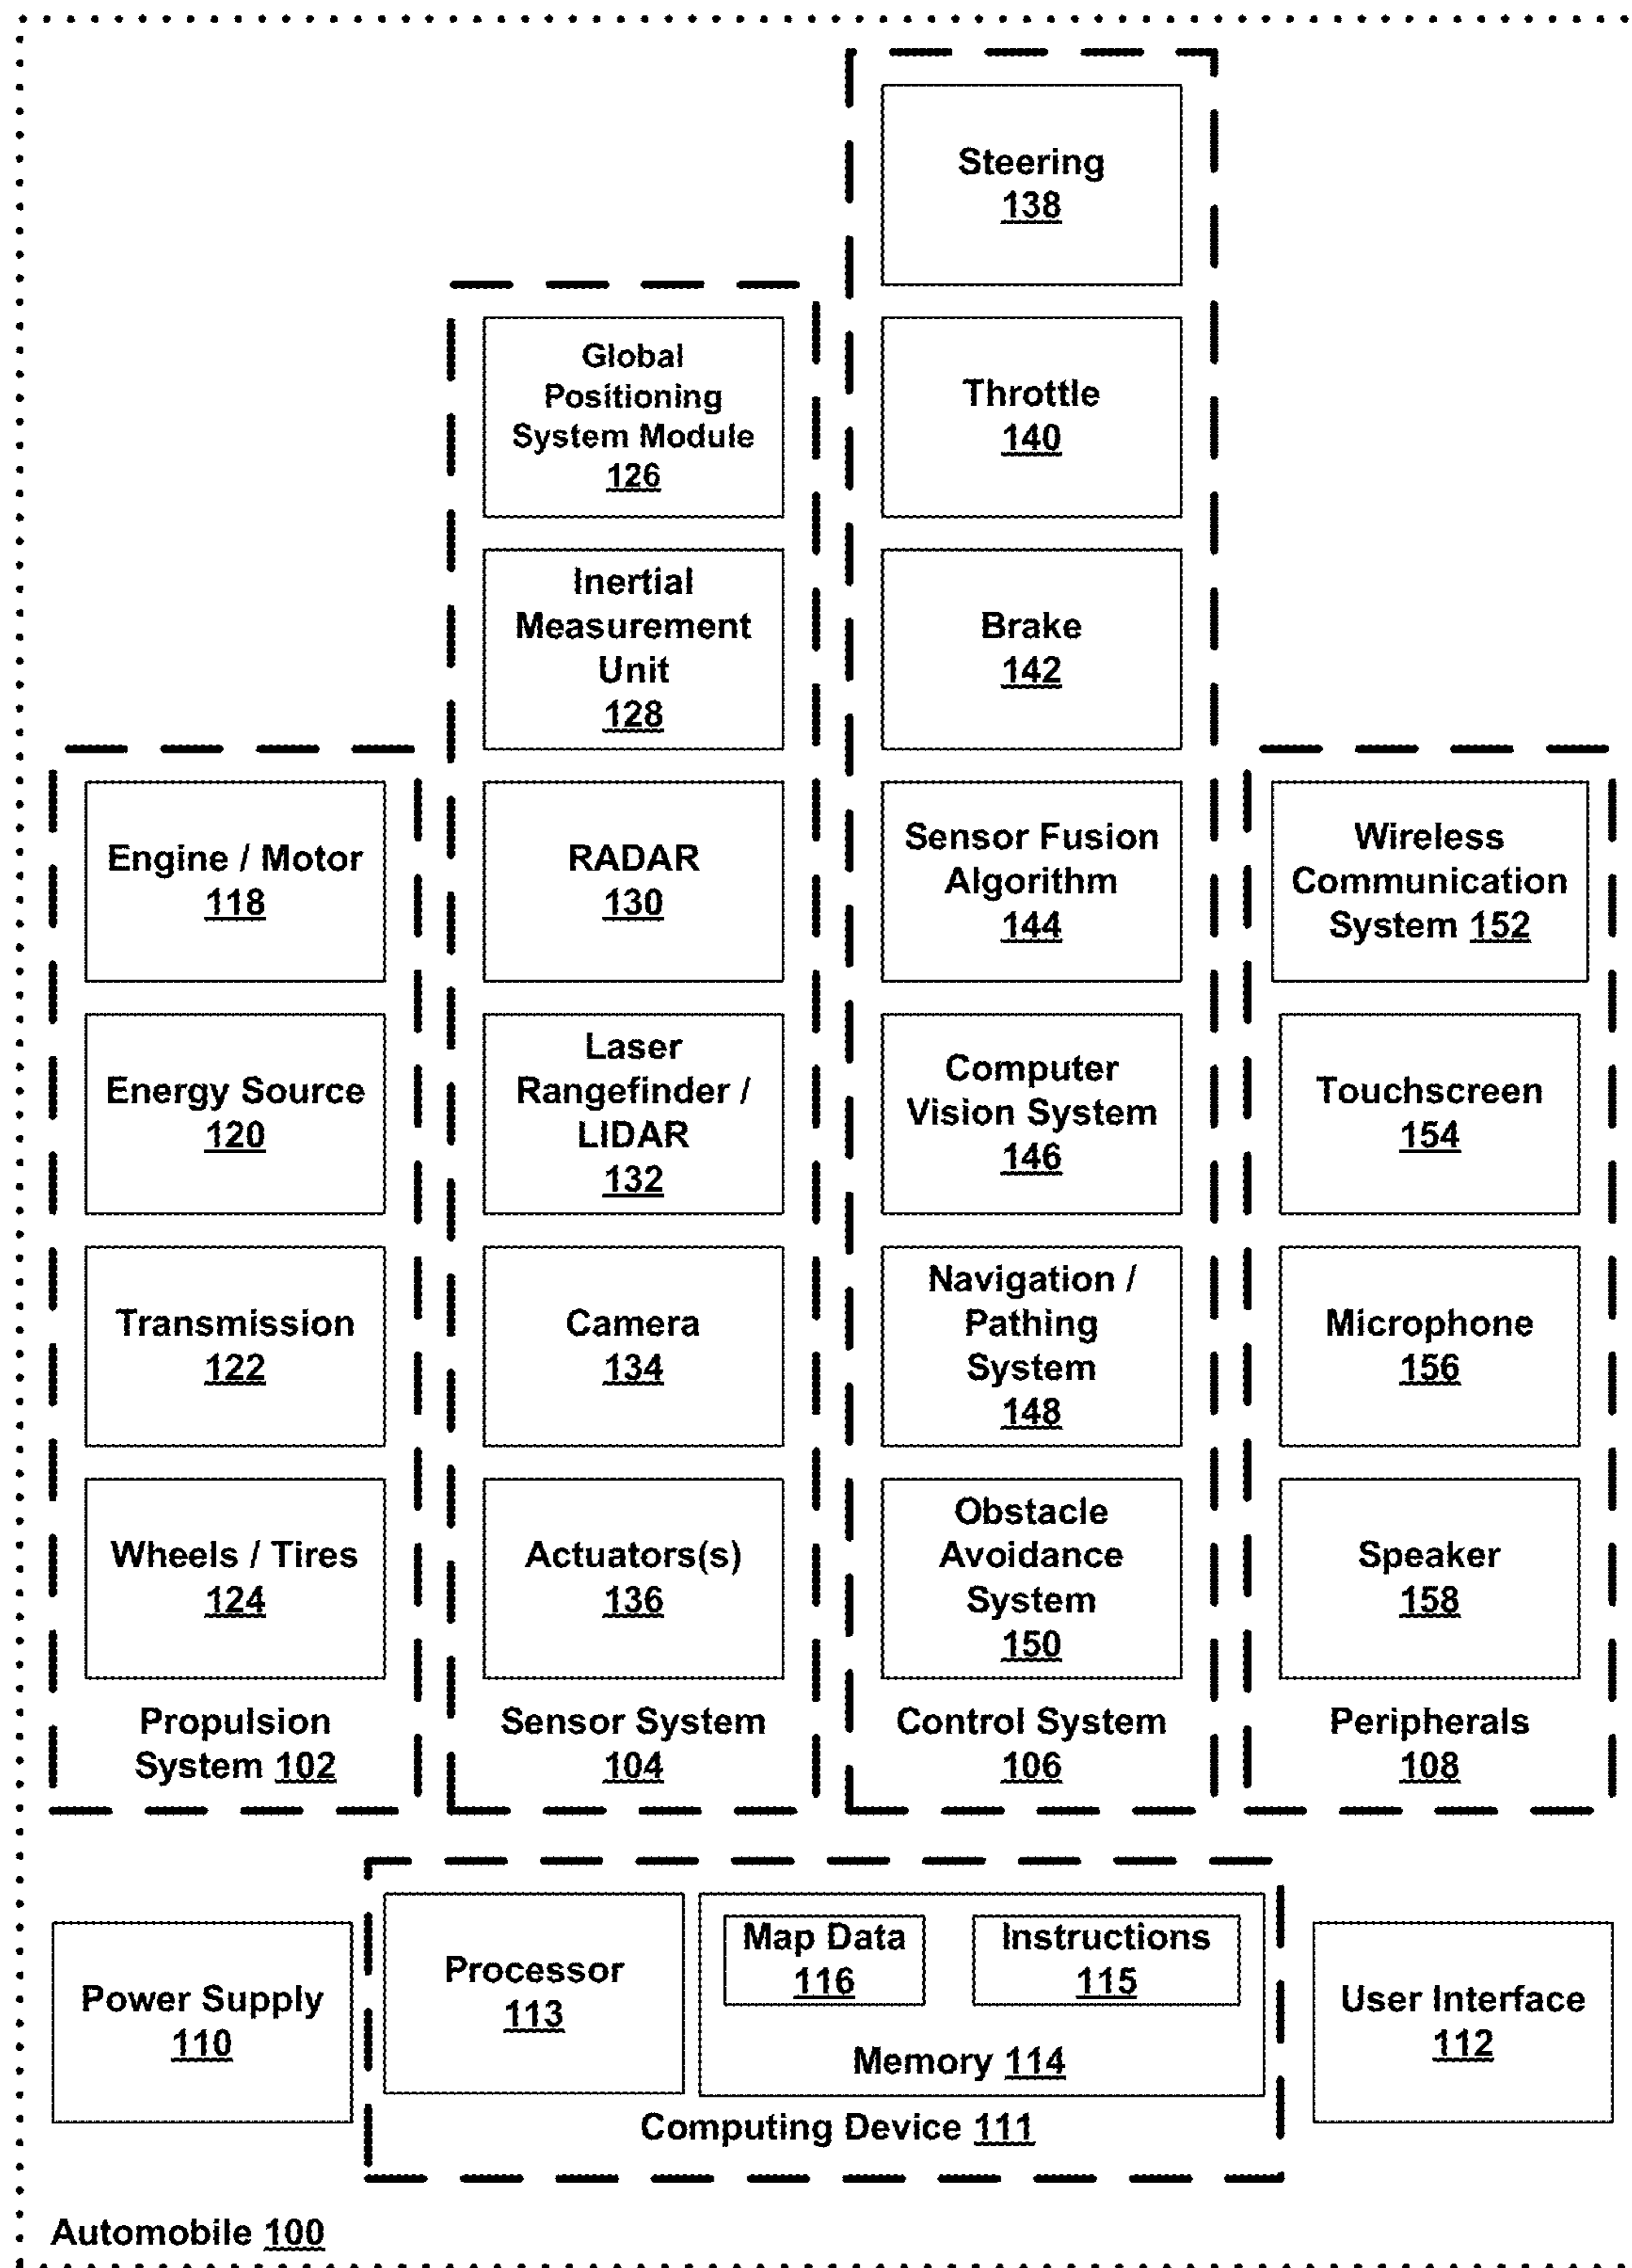 Steering
138
Throttle
140
Brake
142
Sensor Fusion
Algorithm
144
Computer
Vision System
146
Navigation /
Pathing
System
148
Obstacle
Avoidance
System
150
Control System
106
Global
Positioning
System Module
126
Inertial
Measurement
Unit
128
RADAR
130
Laser
Rangefinder /
LIDAR
132
Camera
134
Actuators(s)
136
Sensor System
104
Engine / Motor
118
Energy Source
120
Transmission
122
Wheels / Tires
124
Propulsion
System 102
Wireless
Communication
System 152
Touchscreen
154
Microphone
156
Speaker
158
Peripherals
108
Power Supply
110
Processor
113
Map Data
116
Instructions
115
Memory 114
Computing Device 111
User Interface
112
Automobile 100